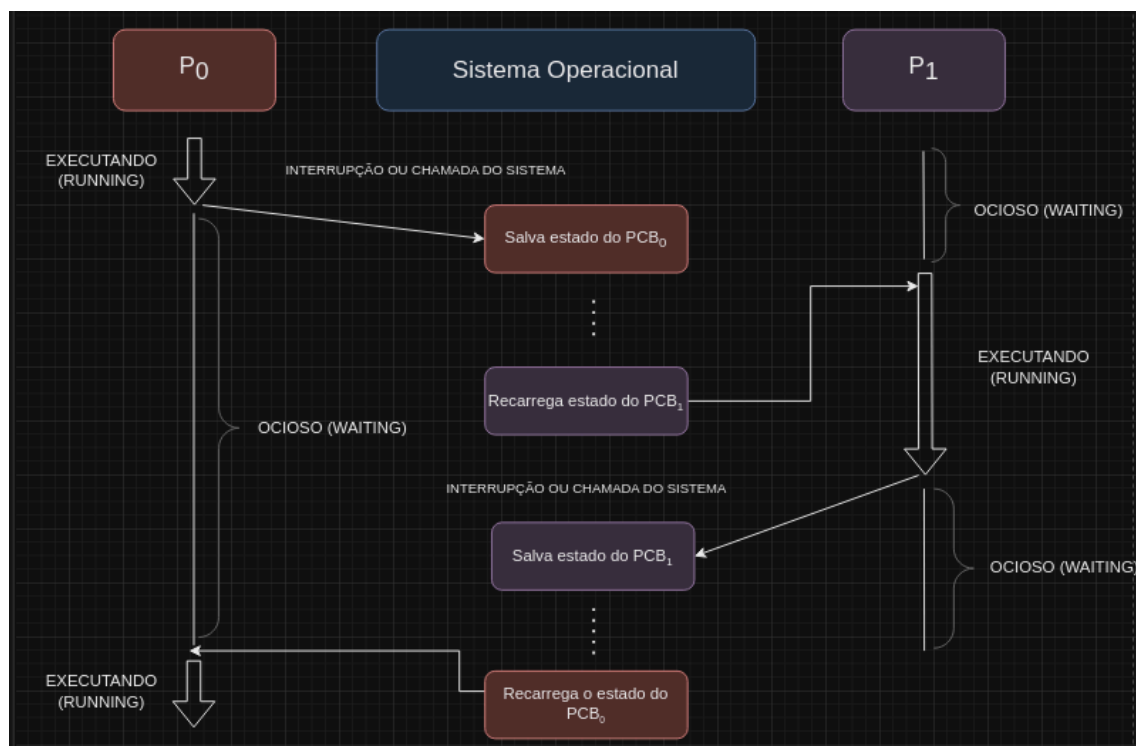 P0
Sistema Operacional
P1
EXECUTANDO
(RUNNING)
INTERRUPÇÃO OU CHAMADA DO SISTEMA
OCIOSO (WAITING)
Salva estado do PCB0
EXECUTANDO
(RUNNING)
Recarrega estado do PCB1
OCIOSO (WAITING)
INTERRUPÇÃO OU CHAMADA DO SISTEMA
Salva estado do PCB1
OCIOSO (WAITING)
EXECUTANDO
(RUNNING)
Recarrega o estado do
PCB0